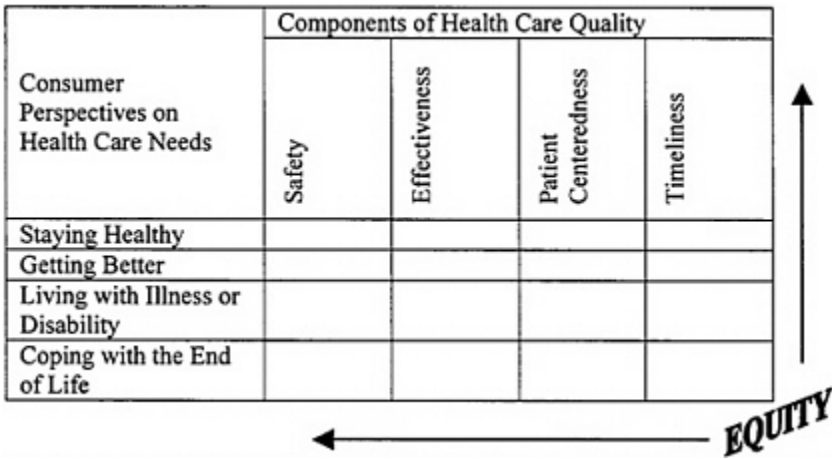 Components of Health Care Quality
Consumer
Perspectives on
Health Care Needs
Safety
Effectiveness
Patient
Centeredness
Timeliness
Staying Healthy
Getting Better
Living with Illness or
Disability
Coping with the End
of Life
EQUITY